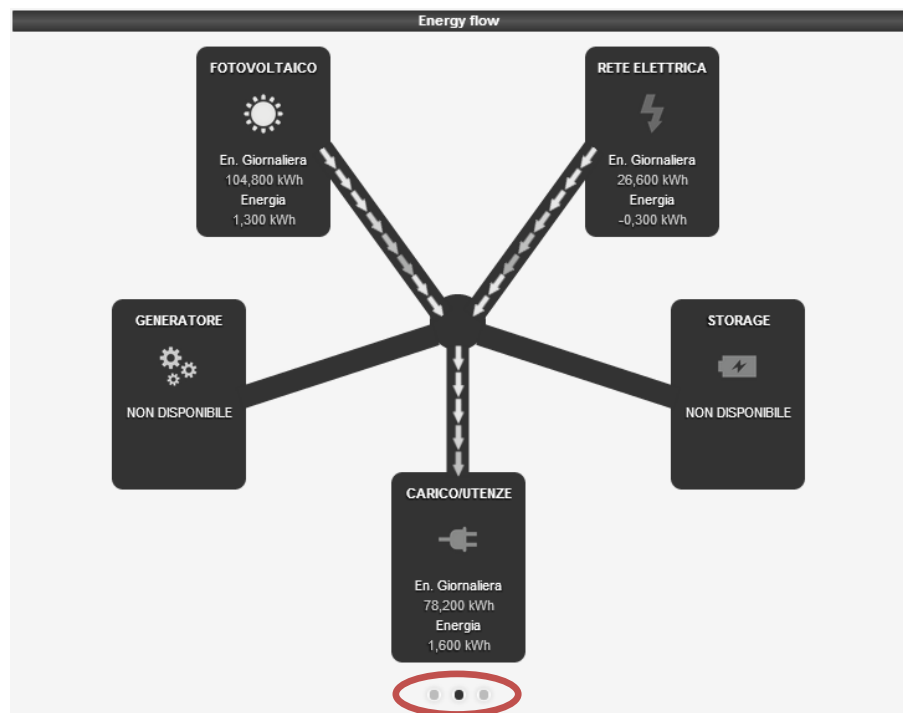 Energy flow
FOTOVOLTAICO
En. Giornaliera
104,800 kWh
Energia
1,300 kWh
RETE ELETTRICA
En. Giornaliera
26,600 kWh
Energia
-0,300 kWh
GENERATORE
NON DISPONIBILE
STORAGE
NON DISPONIBILE
CARICO/UTENZE
En. Giornaliera
78,200 kWh
Energia
1,600 kWh